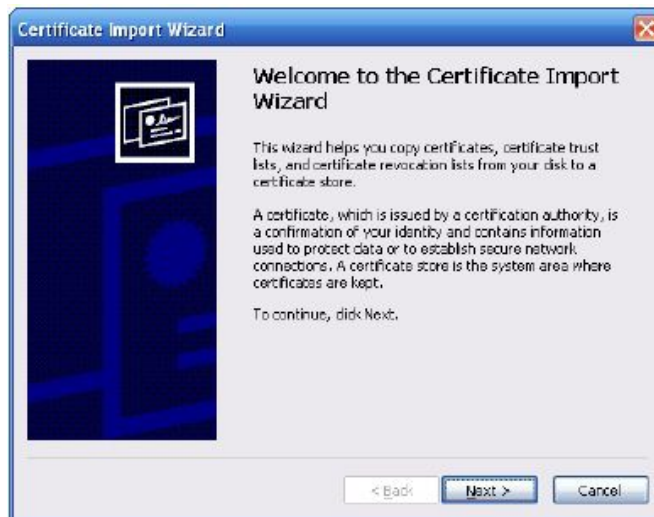 Certificate Import Wizard
Welcome to the Certificate Import
Wizard
This wizard helps you copy certificates, certificate trust
lists, and certificate revocation lists from your disk to a
certificate store.
A certificate, which is issued by a certification authority, is
a confirmation of your identity and contains information
used to protect data or to establish secure network
connections. A certificate store is the system area where
certificates are kept.
To continue, click Next.
< Back
Next >
Cancel